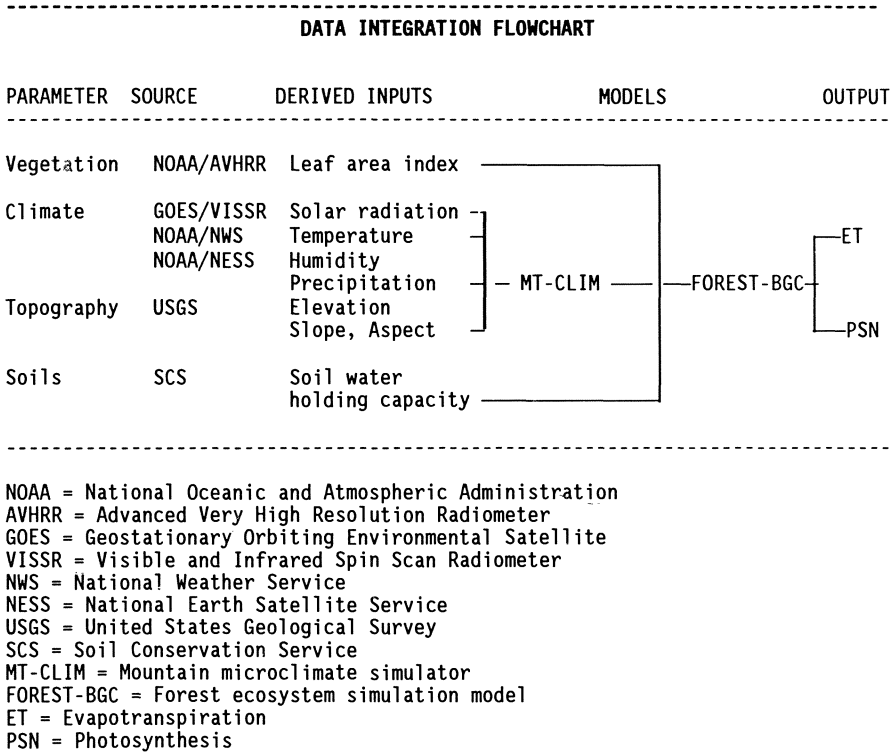 DATA INTEGRATION FLOWCHART
PARAMETER SOURCE DERIVED INPUTS MODELS OUTPUT
Vegetation NOAA/AVHRR Leaf area index
Climate GOES/VISSR Solar radiation
NOAA/NWS Temperature ET
NOAA/NESS Humidity
Precipitation MT-CLIM FOREST-BGC
Topography USGS Elevation
Slope, Aspect PSN
Soils SCS Soil water
holding capacity
NOAA = National Oceanic and Atmospheric Administration
AVHRR = Advanced Very High Resolution Radiometer
GOES = Geostationary Orbiting Environmental Satellite
VISSR = Visible and Infrared Spin Scan Radiometer
NWS = National Weather Service
NESS = National Earth Satellite Service
USGS = United States Geological Survey
SCS = Soil Conservation Service
MT-CLIM = Mountain microclimate simulator
FOREST-BGC = Forest ecosystem simulation model
ET = Evapotranspiration
PSN = Photosynthesis